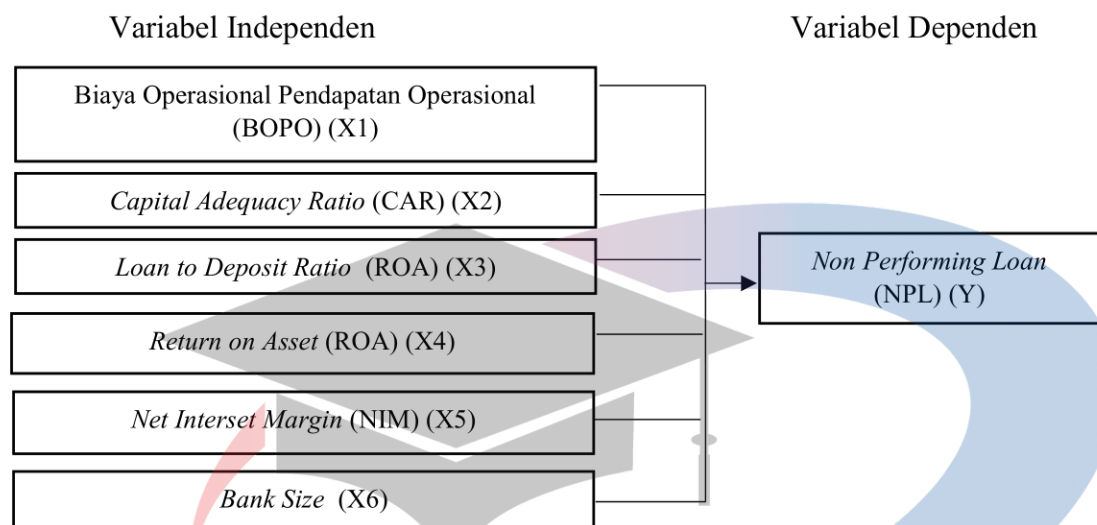 Variabel Independen
Variabel Dependen
Biaya Operasional Pendapatan Operasional
(BOPO) (X1)
Capital Adequacy Ratio (CAR) (X2)
Loan to Deposit Ratio (ROA) (X3)
Return on Asset (ROA) (X4)
Net Interset Margin (NIM) (X5)
Bank Size (X6)
Non Performing Loan
(NPL) (Y)